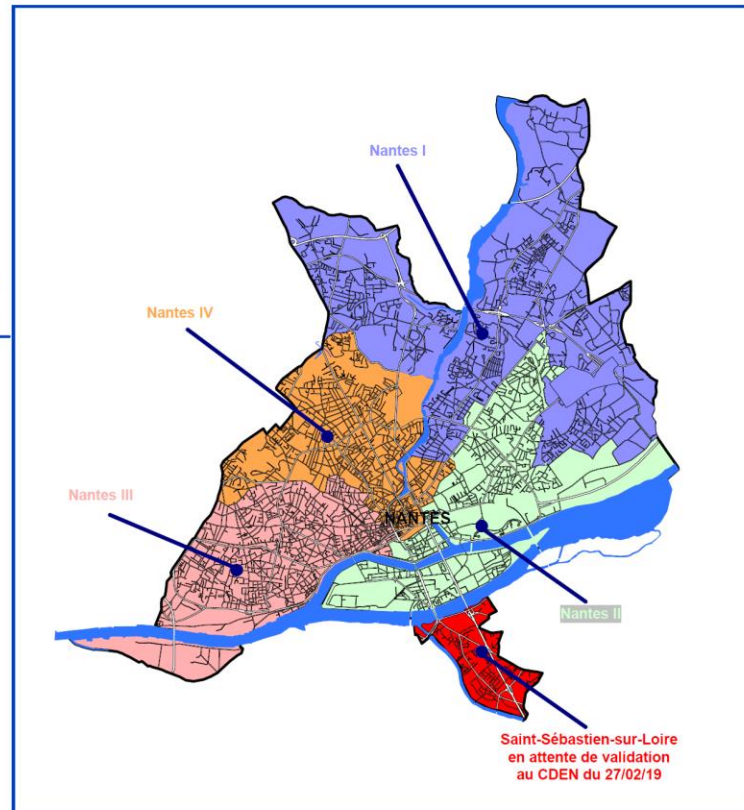 Nantes I
Nantes IV
Nantes III
NANTES
Nantes II
Saint-Sébastien-sur-Loire
en attente de validation
au CDEN du 27/02/19